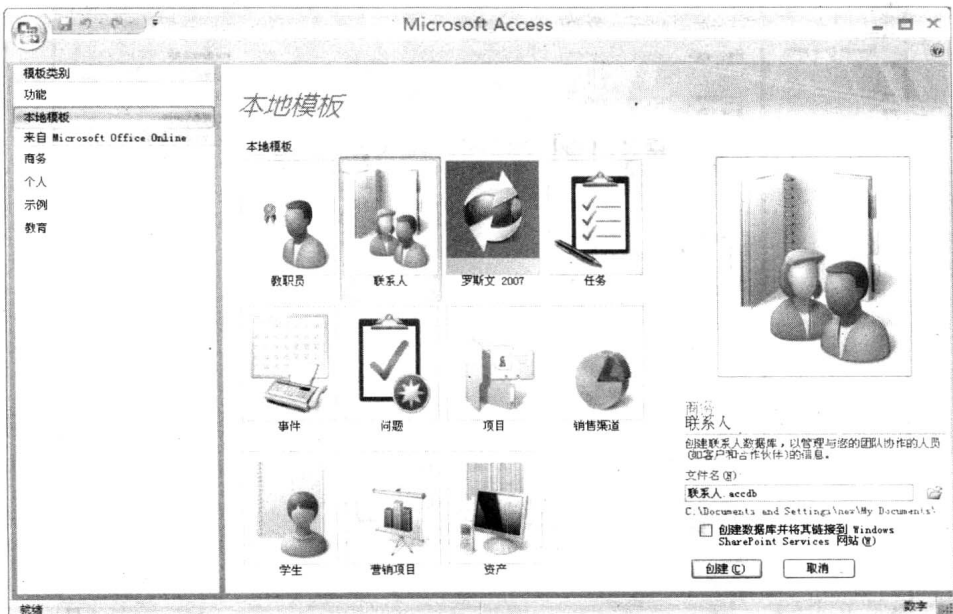 Microsoft Access
模板类别
功能
本地模板
来自 Microsoft Office Online
商务
个人
示例
教育
本地模板
本地模板
教职员
联系人
罗斯文 2007
任务
事件
问题
项目
销售渠道
学生
营销项目
资产
商务
联系人
创建联系人数据库，以管理与您的团队协作的人员
(如客户和合作伙伴)的信息。
文件名(N)
联系人.accdb
C:\Documents and Settings\new\My Documents\
创建数据库并将其链接到 Windows
SharePoint Services 网站(W)
创建(C)
取消
就绪
数字